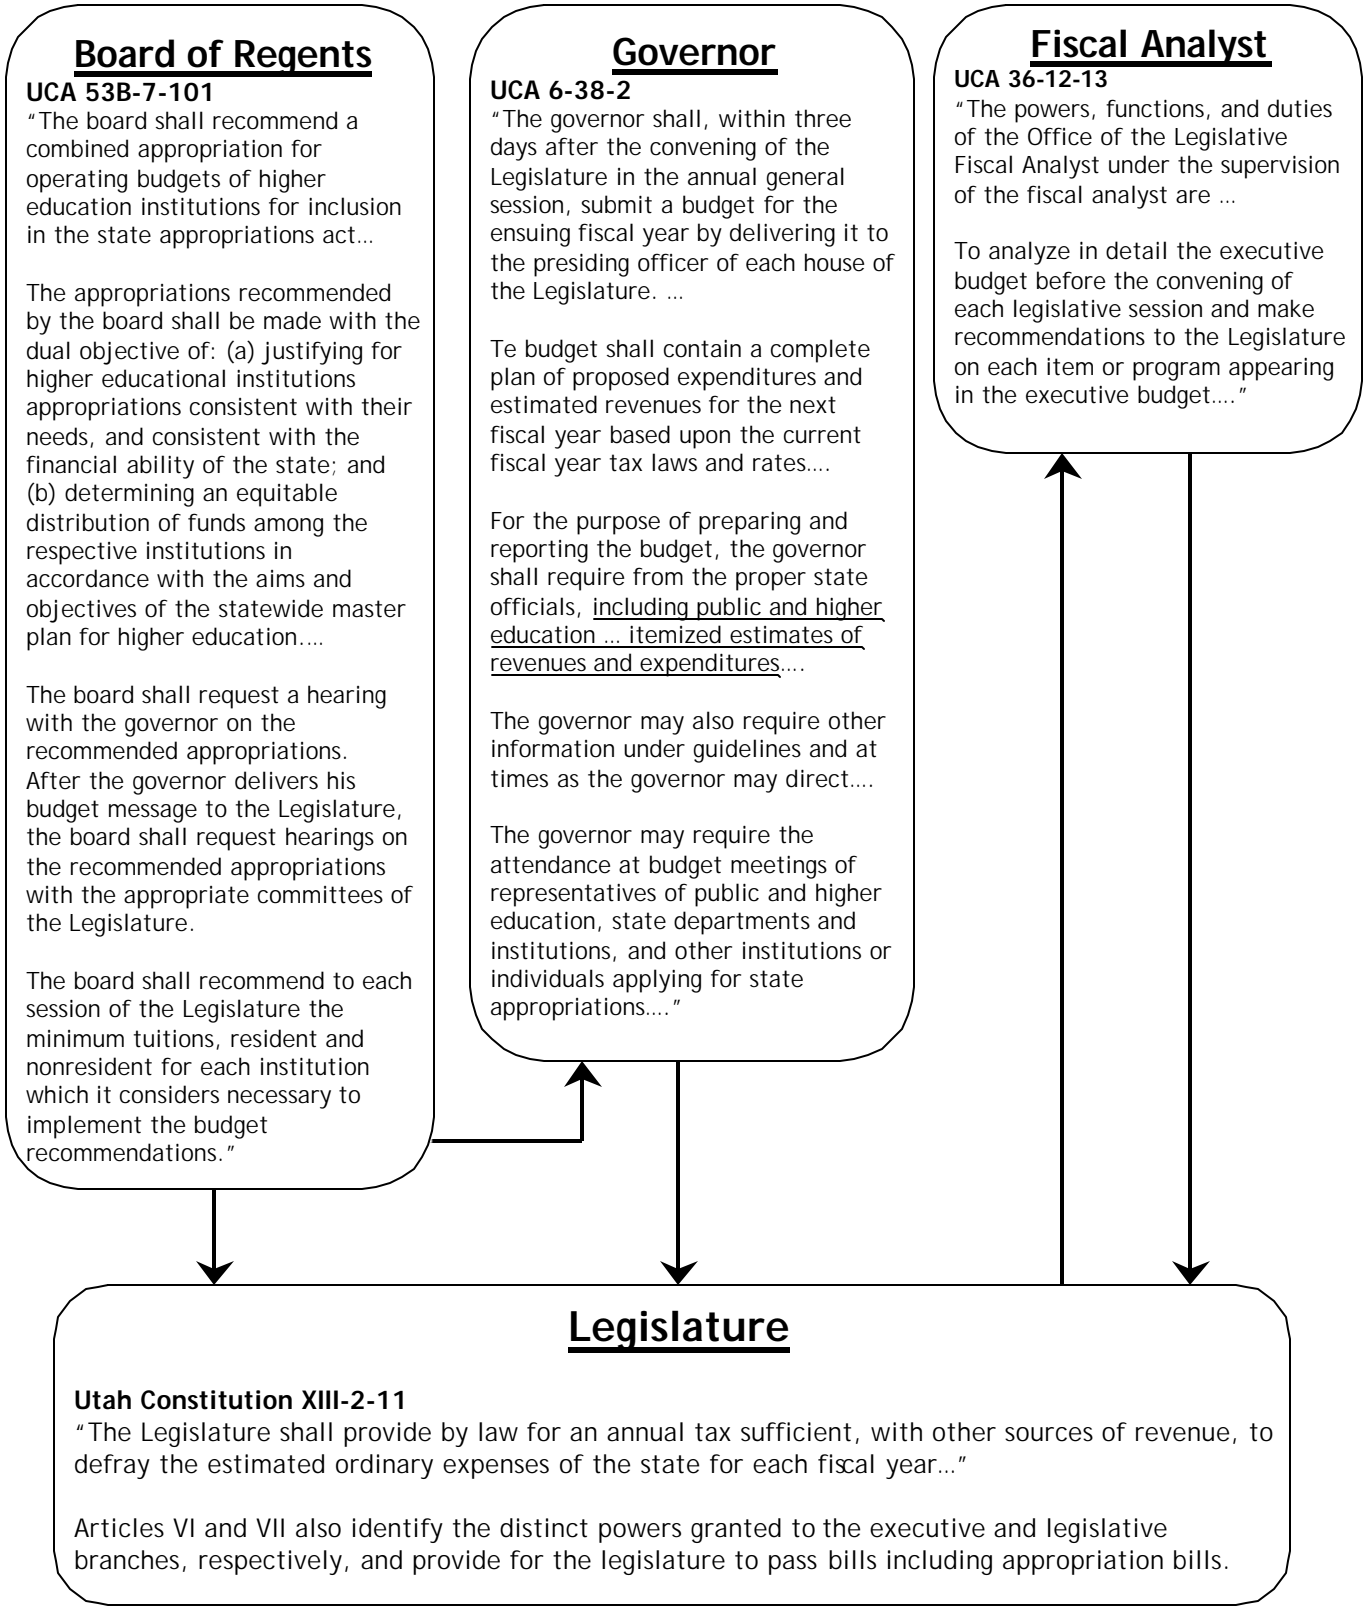 Board of Regents
UCA 53B-7-101
“The board shall recommend a
combined appropriation for
operating budgets of higher
education institutions for inclusion
in the state appropriations act…
The appropriations recommended
by the board shall be made with the
dual objective of: (a) justifying for
higher educational institutions
appropriations consistent with their
needs, and consistent with the
financial ability of the state; and
(b) determining an equitable
distribution of funds among the
respective institutions in
accordance with the aims and
objectives of the statewide master
plan for higher education….
The board shall request a hearing
with the governor on the
recommended appropriations.
After the governor delivers his
budget message to the Legislature,
the board shall request hearings on
the recommended appropriations
with the appropriate committees of
the Legislature.
The board shall recommend to each
session of the Legislature the
minimum tuitions, resident and
nonresident for each institution
which it considers necessary to
implement the budget
recommendations.”
Governor
UCA 6-38-2
“The governor shall, within three
days after the convening of the
Legislature in the annual general
session, submit a budget for the
ensuing fiscal year by delivering it to
the presiding officer of each house of
the Legislature. …
Te budget shall contain a complete
plan of proposed expenditures and
estimated revenues for the next
fiscal year based upon the current
fiscal year tax laws and rates….
For the purpose of preparing and
reporting the budget, the governor
shall require from the proper state
officials, including public and higher
education … itemized estimates of
revenues and expenditures….
The governor may also require other
information under guidelines and at
times as the governor may direct….
The governor may require the
attendance at budget meetings of
representatives of public and higher
education, state departments and
institutions, and other institutions or
individuals applying for state
appropriations….”
Fiscal Analyst
UCA 36-12-13
“The powers, functions, and duties
of the Office of the Legislative
Fiscal Analyst under the supervision
of the fiscal analyst are …
To analyze in detail the executive
budget before the convening of
each legislative session and make
recommendations to the Legislature
on each item or program appearing
in the executive budget….”
Legislature
Utah Constitution XIII-2-11
“The Legislature shall provide by law for an annual tax sufficient, with other sources of revenue, to
defray the estimated ordinary expenses of the state for each fiscal year…”
Articles VI and VII also identify the distinct powers granted to the executive and legislative
branches, respectively, and provide for the legislature to pass bills including appropriation bills.